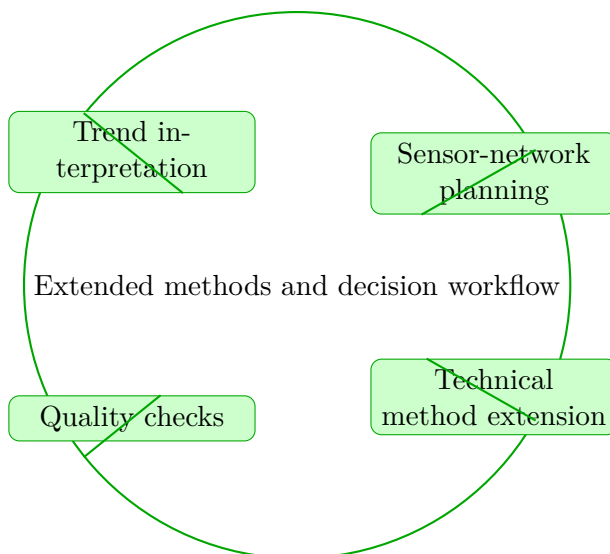 Trend in-
terpretation
Sensor-network
planning
Extended methods and decision workflow
Quality checks
Technical
method extension